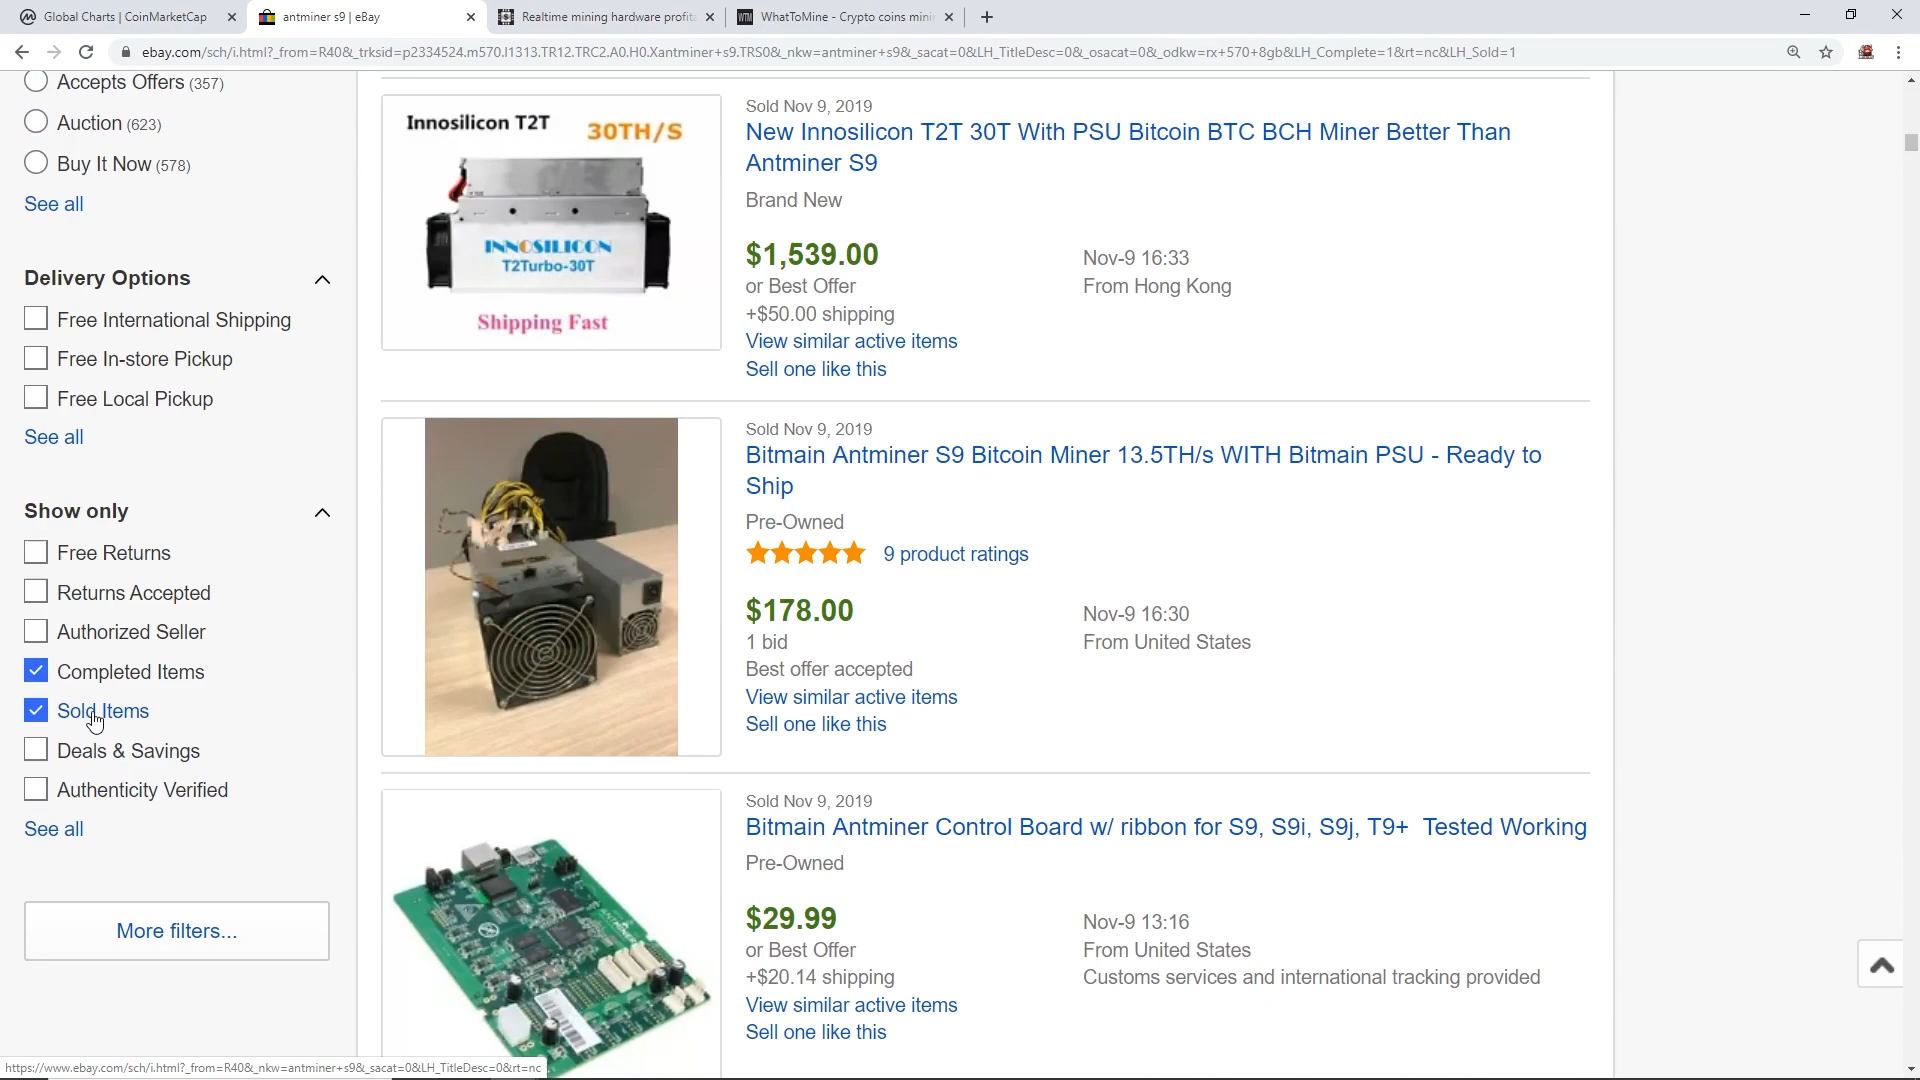 Global Charts | CoinMarketCap
antminer s9 | eBay
Realtime mining hardware profita
WhatToMine - Crypto coins mini
ebay.com/sch/i.html?_from=R40&_trksid=p2334524.m570.l1313.TR12.TRC2.A0.H0.Xantminer+s9.TRS0&_nkw=antminer+s9&_sacat=0&LH_TitleDesc=0&_osacat=0&_odkw=rx+570+8gb&LH_Complete=1&rt=nc&LH_Sold=1
Accepts Offers (357)
Auction (623)
Buy It Now (578)
See all
Delivery Options
Free International Shipping
Free In-store Pickup
Free Local Pickup
See all
Show only
Free Returns
Returns Accepted
Authorized Seller
Completed Items
Sold Items
Deals & Savings
Authenticity Verified
See all
More filters...
Innosilicon T2T 30TH/S
INNOSILICON
T2Turbo-30T
Shipping Fast
Sold Nov 9, 2019
New Innosilicon T2T 30T With PSU Bitcoin BTC BCH Miner Better Than
Antminer S9
Brand New
$1,539.00
or Best Offer
+$50.00 shipping
View similar active items
Sell one like this
Nov-9 16:33
From Hong Kong
Sold Nov 9, 2019
Bitmain Antminer S9 Bitcoin Miner 13.5TH/s WITH Bitmain PSU - Ready to
Ship
Pre-Owned
9 product ratings
$178.00
1 bid
Best offer accepted
View similar active items
Sell one like this
Nov-9 16:30
From United States
Sold Nov 9, 2019
Bitmain Antminer Control Board w/ ribbon for S9, S9i, S9j, T9+ Tested Working
Pre-Owned
$29.99
or Best Offer
+$20.14 shipping
View similar active items
Sell one like this
Nov-9 13:16
From United States
Customs services and international tracking provided
https://www.ebay.com/sch/i.html?_from=R40&_nkw=antminer+s9&_sacat=0&LH_TitleDesc=0&rt=nc